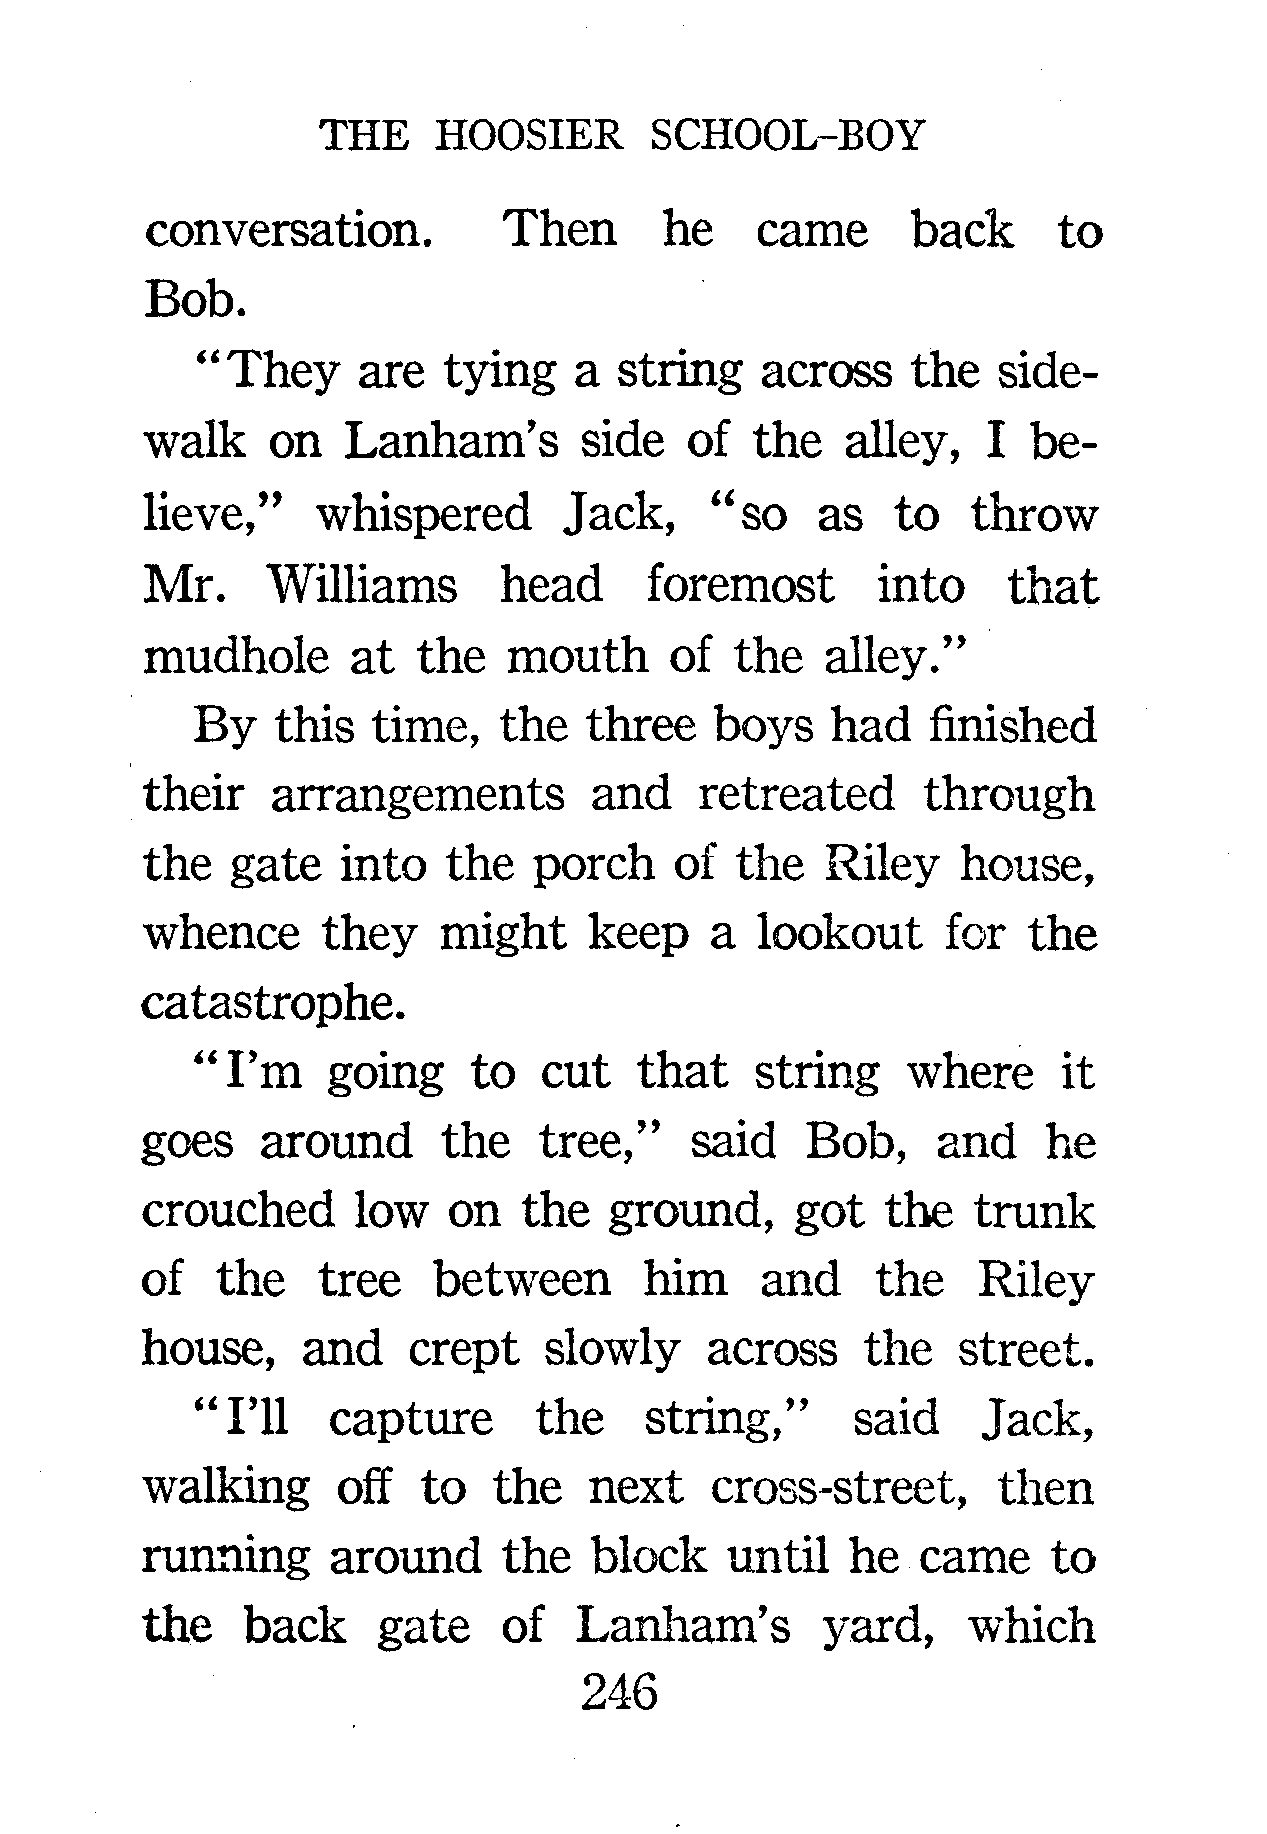 THE HOOSIER SCHOOL-BOY
conversation. Then he came back to
Bob.
“They are tying a string across the side-
walk on Lanham’s side of the alley, I be-
lieve,” whispered Jack, “so as to throw
Mr. Williams head foremost into that
mudhole at the mouth of the alley.”
By this time, the three boys had finished
their arrangements and retreated through
the gate into the porch of the Riley house,
whence they might keep a lookout for the
catastrophe.
“I’m going to cut that string where it
goes around the tree,” said Bob, and he
crouched low on the ground, got the trunk
of the tree between him and the Riley
house, and crept slowly across the street.
“I’ll capture the string,” said Jack,
walking off to the next cross-street, then
running around the block until he came to
the back gate of Lanham’s yard, which
246